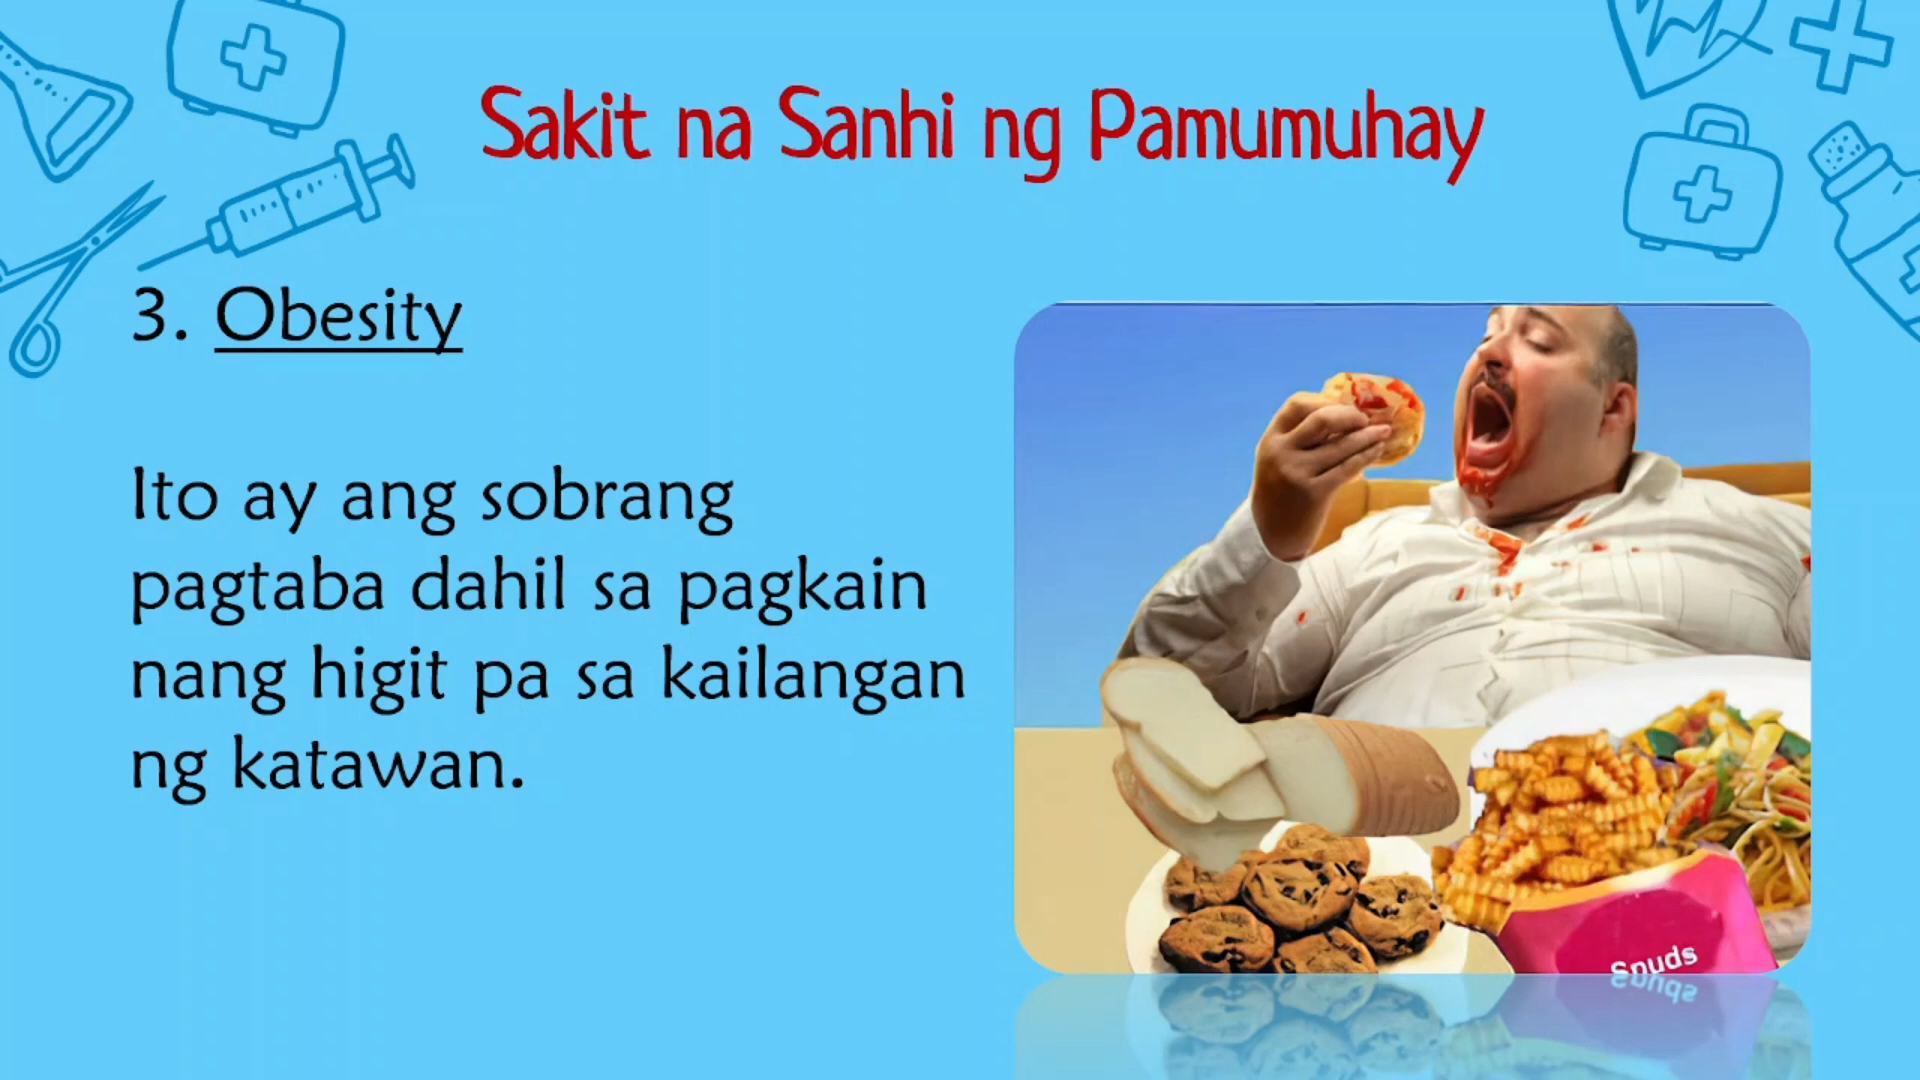 Sakit na Sanhi ng Pamumuhay
3. Obesity
Ito ay ang sobrang
pagtaba dahil sa pagkain
nang higit pa sa kailangan
ng katawan.
Spuds